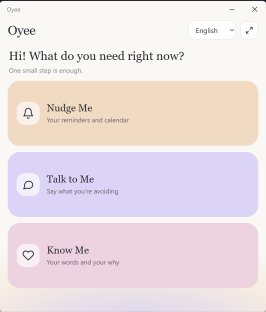 Oyee
Oyee
English
Hi! What do you need right now?
One small step is enough.
Nudge Me
Your reminders and calendar
Talk to Me
Say what you're avoiding
Know Me
Your words and your why